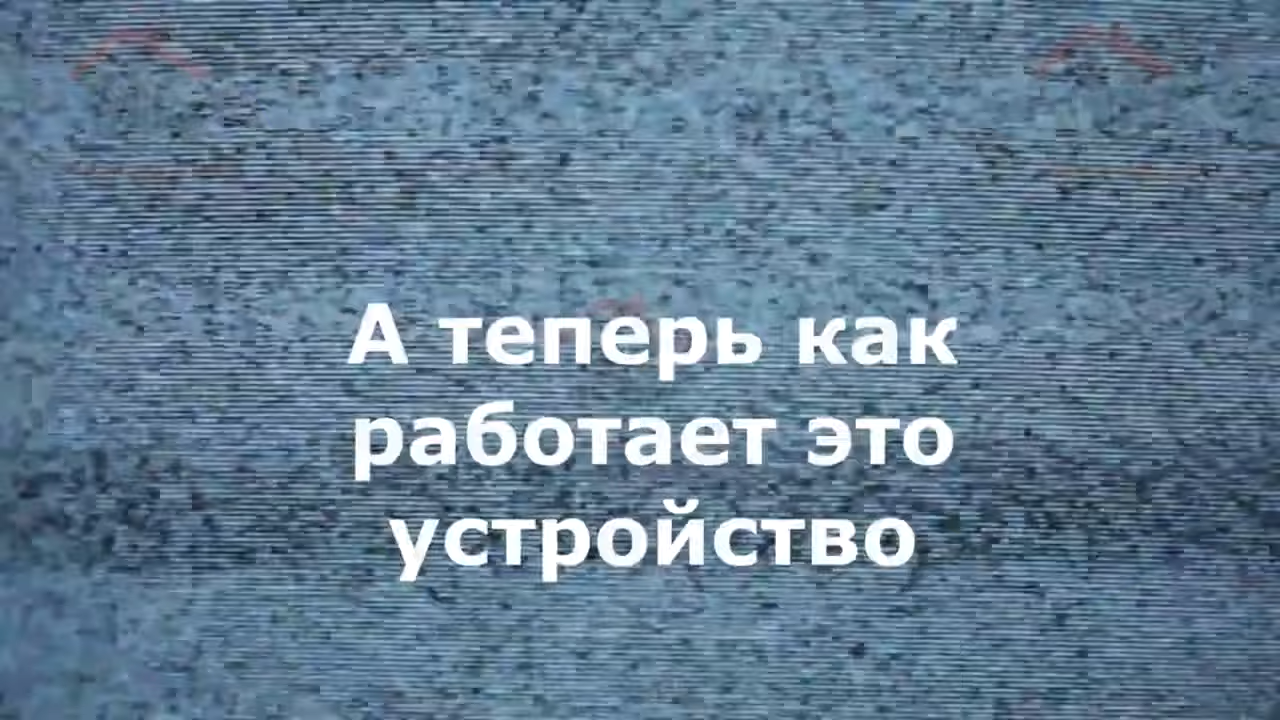 А теперь как
работает это
устройство